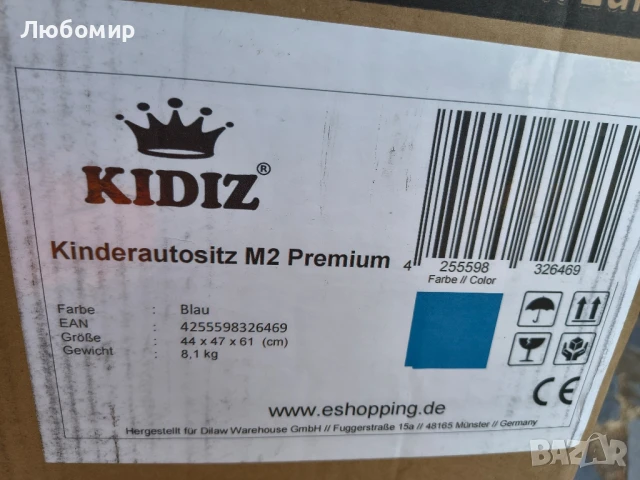 Любомир
KIDIZ®
Kinderautositz M2 Premium
4 255598 326469
Farbe // Color
Farbe : Blau
EAN : 4255598326469
Größe : 44 x 47 x 61 (cm)
Gewicht : 8,1 kg
CE
www.eshopping.de
Hergestellt für Dilaw Warehouse GmbH // Fuggerstraße 15a // 48165 Münster // Germany
BAZAR